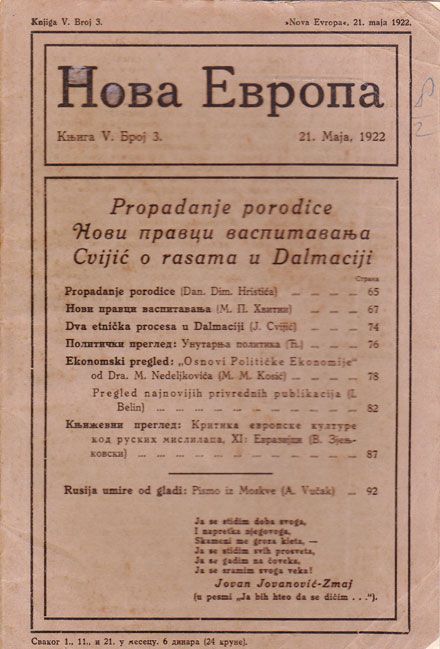 Knjiga V. Broj 3.
»Nova Evropa«, 21. maja 1922.
Нова Европа
Књига V. Број 3.
21. Маја, 1922
Propadanje porodice
Нови правци васпитавања
Cvijić o rasama u Dalmaciji
Страна
Propadanje porodice (Dan. Dim. Hristića) 65
Нови правци васпитавања (М. П. Хвитин) 67
Dva etnička procesa u Dalmaciji (J. Cvijić) 74
Политички преглед: Унутарња политика (Ћ.) 76
Ekonomski pregled: „Osnovi Političke Ekonomije“
od Dra. M. Nedeljkovića (M. M. Kosić) 78
Pregled najnovijih privrednih publikacija (I.
Belin) 82
Књижевни преглед: Критика европске културе
код руских мислилаца, XI: Евразијци (В. Зјењ-
ковски) 87
Rusija umire od gladi: Pismo iz Moskve (A. Vučak) 92
Ja se stidim doba svoga,
I napretka njegovoga,
Skameni me groza kleta, —
Ja se stidim svih prosveta,
Ja se gadim na čoveka,
Ja se sramim svoga veka!
Jovan Jovanović-Zmaj
(u pesmi „Ja bih hteo da se dičim . . .“).
Сваког 1., 11., и 21. у месецу. 6 динара (24 круне).